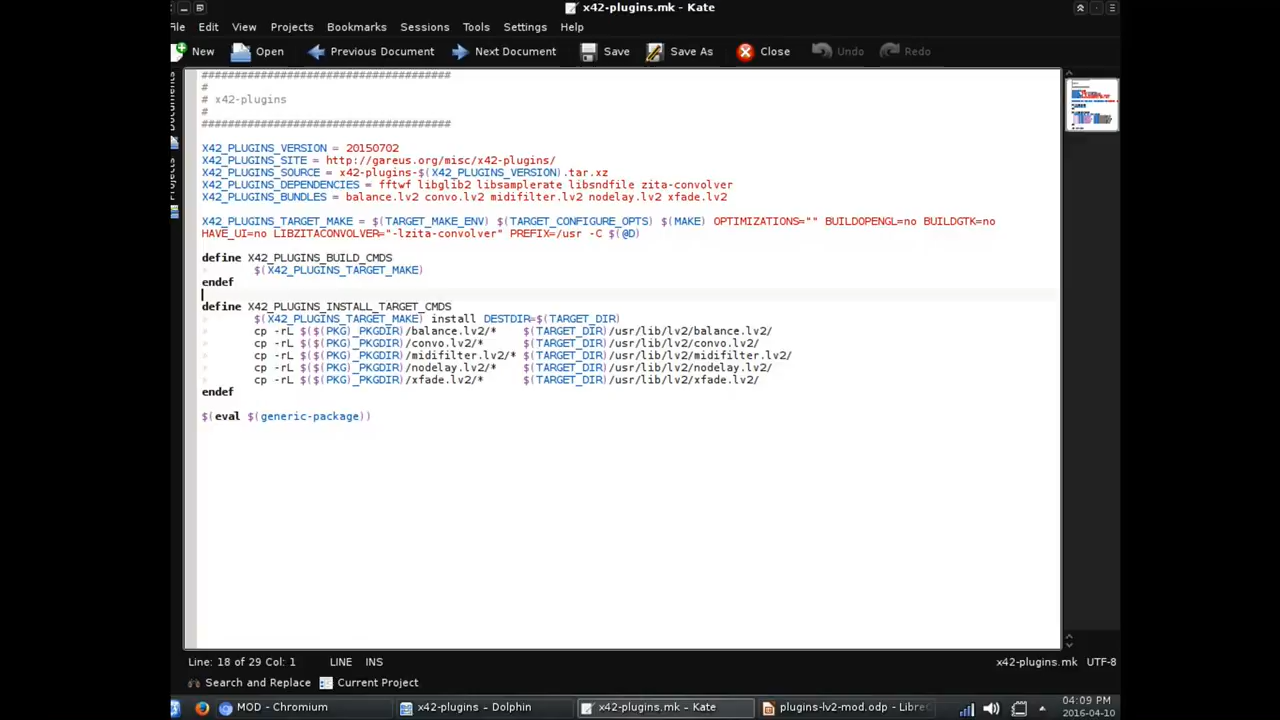 x42-plugins.mk - Kate
File Edit View Projects Bookmarks Sessions Tools Settings Help
New Open Previous Document Next Document Save Save As Close Undo Redo
Documents
Projects
#####################################
#
# x42-plugins
#
#####################################
X42_PLUGINS_VERSION = 20150702
X42_PLUGINS_SITE = http://gareus.org/misc/x42-plugins/
X42_PLUGINS_SOURCE = x42-plugins-$(X42_PLUGINS_VERSION).tar.xz
X42_PLUGINS_DEPENDENCIES = fftwf libglib2 libsamplerate libsndfile zita-convolver
X42_PLUGINS_BUNDLES = balance.lv2 convo.lv2 midifilter.lv2 nodelay.lv2 xfade.lv2
X42_PLUGINS_TARGET_MAKE = $(TARGET_MAKE_ENV) $(TARGET_CONFIGURE_OPTS) $(MAKE) OPTIMIZATIONS="" BUILDOPENGL=no BUILDGTK=no
HAVE_UI=no LIBZITACONVOLVER="-lzita-convolver" PREFIX=/usr -C $(@D)
define X42_PLUGINS_BUILD_CMDS
$(X42_PLUGINS_TARGET_MAKE)
endef
define X42_PLUGINS_INSTALL_TARGET_CMDS
$(X42_PLUGINS_TARGET_MAKE) install DESTDIR=$(TARGET_DIR)
cp -rL $($(PKG)_PKGDIR)/balance.lv2/* $(TARGET_DIR)/usr/lib/lv2/balance.lv2/
cp -rL $($(PKG)_PKGDIR)/convo.lv2/* $(TARGET_DIR)/usr/lib/lv2/convo.lv2/
cp -rL $($(PKG)_PKGDIR)/midifilter.lv2/* $(TARGET_DIR)/usr/lib/lv2/midifilter.lv2/
cp -rL $($(PKG)_PKGDIR)/nodelay.lv2/* $(TARGET_DIR)/usr/lib/lv2/nodelay.lv2/
cp -rL $($(PKG)_PKGDIR)/xfade.lv2/* $(TARGET_DIR)/usr/lib/lv2/xfade.lv2/
endef
$(eval $(generic-package))
Line: 18 of 29 Col: 1 LINE INS x42-plugins.mk UTF-8
Search and Replace Current Project
MOD - Chromium x42-plugins – Dolphin x42-plugins.mk – Kate plugins-lv2-mod.odp - LibreO 04:09 PM
2016-04-10